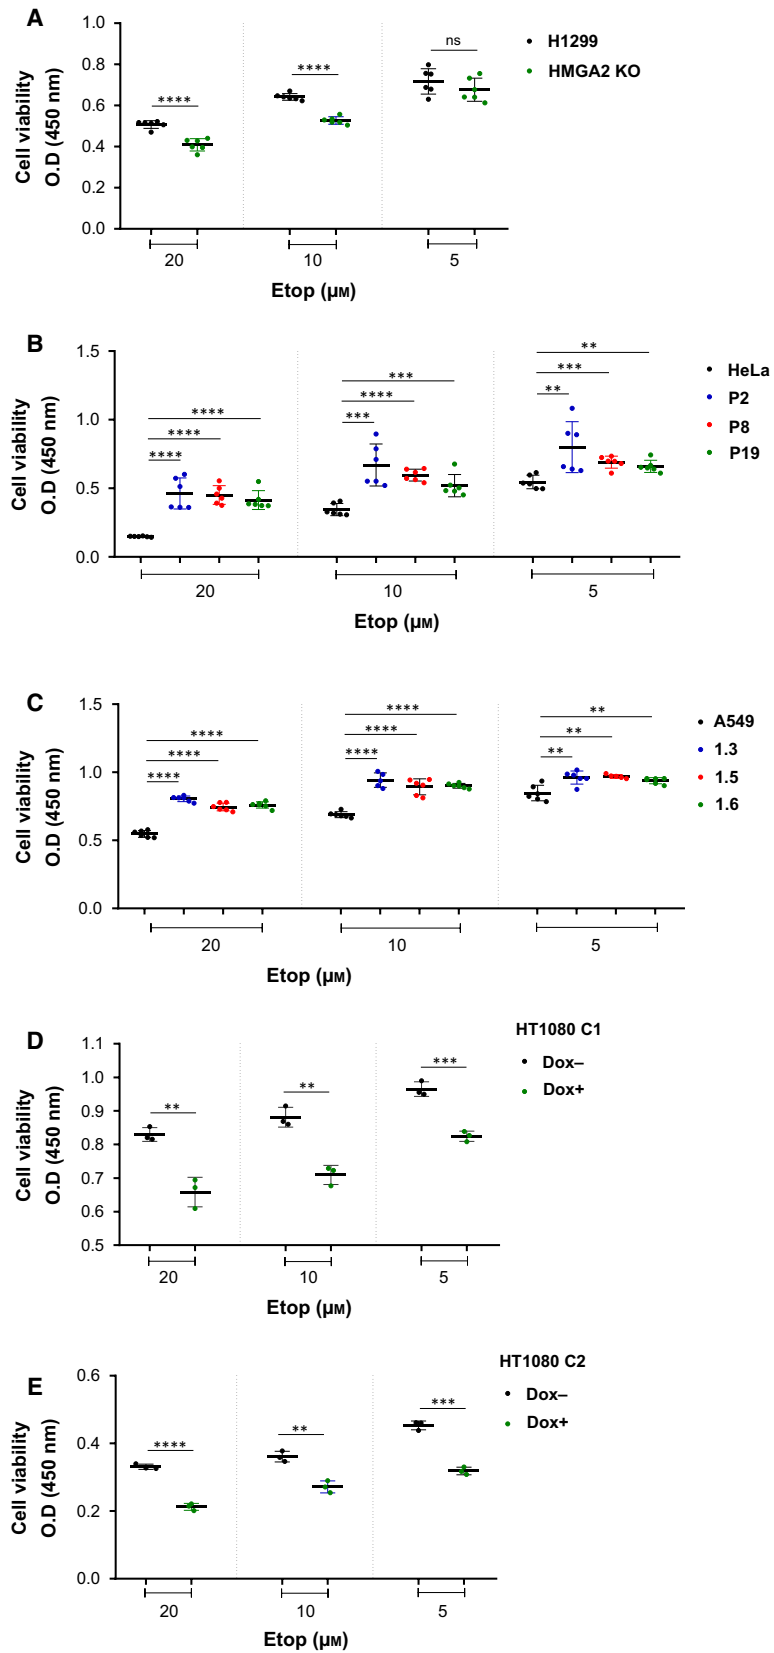 A
Cell viability
O.D (450 nm)
1.0
0.8
0.6
0.4
0.2
0.0
****
****
ns
H1299
HMGA2 KO
20
10
5
Etop (µM)
B
Cell viability
O.D (450 nm)
1.5
1.0
0.5
0.0
****
****
****
***
****
***
**
***
**
HeLa
P2
P8
P19
20
10
5
Etop (µM)
C
Cell viability
O.D (450 nm)
1.5
1.0
0.5
0.0
****
****
****
****
****
****
**
**
**
A549
1.3
1.5
1.6
20
10
5
Etop (µM)
D
Cell viability
O.D (450 nm)
1.1
1.0
0.9
0.8
0.7
0.6
0.5
**
**
***
HT1080 C1
Dox–
Dox+
20
10
5
Etop (µM)
E
Cell viability
O.D (450 nm)
0.6
0.4
0.2
0.0
****
**
***
HT1080 C2
Dox–
Dox+
20
10
5
Etop (µM)